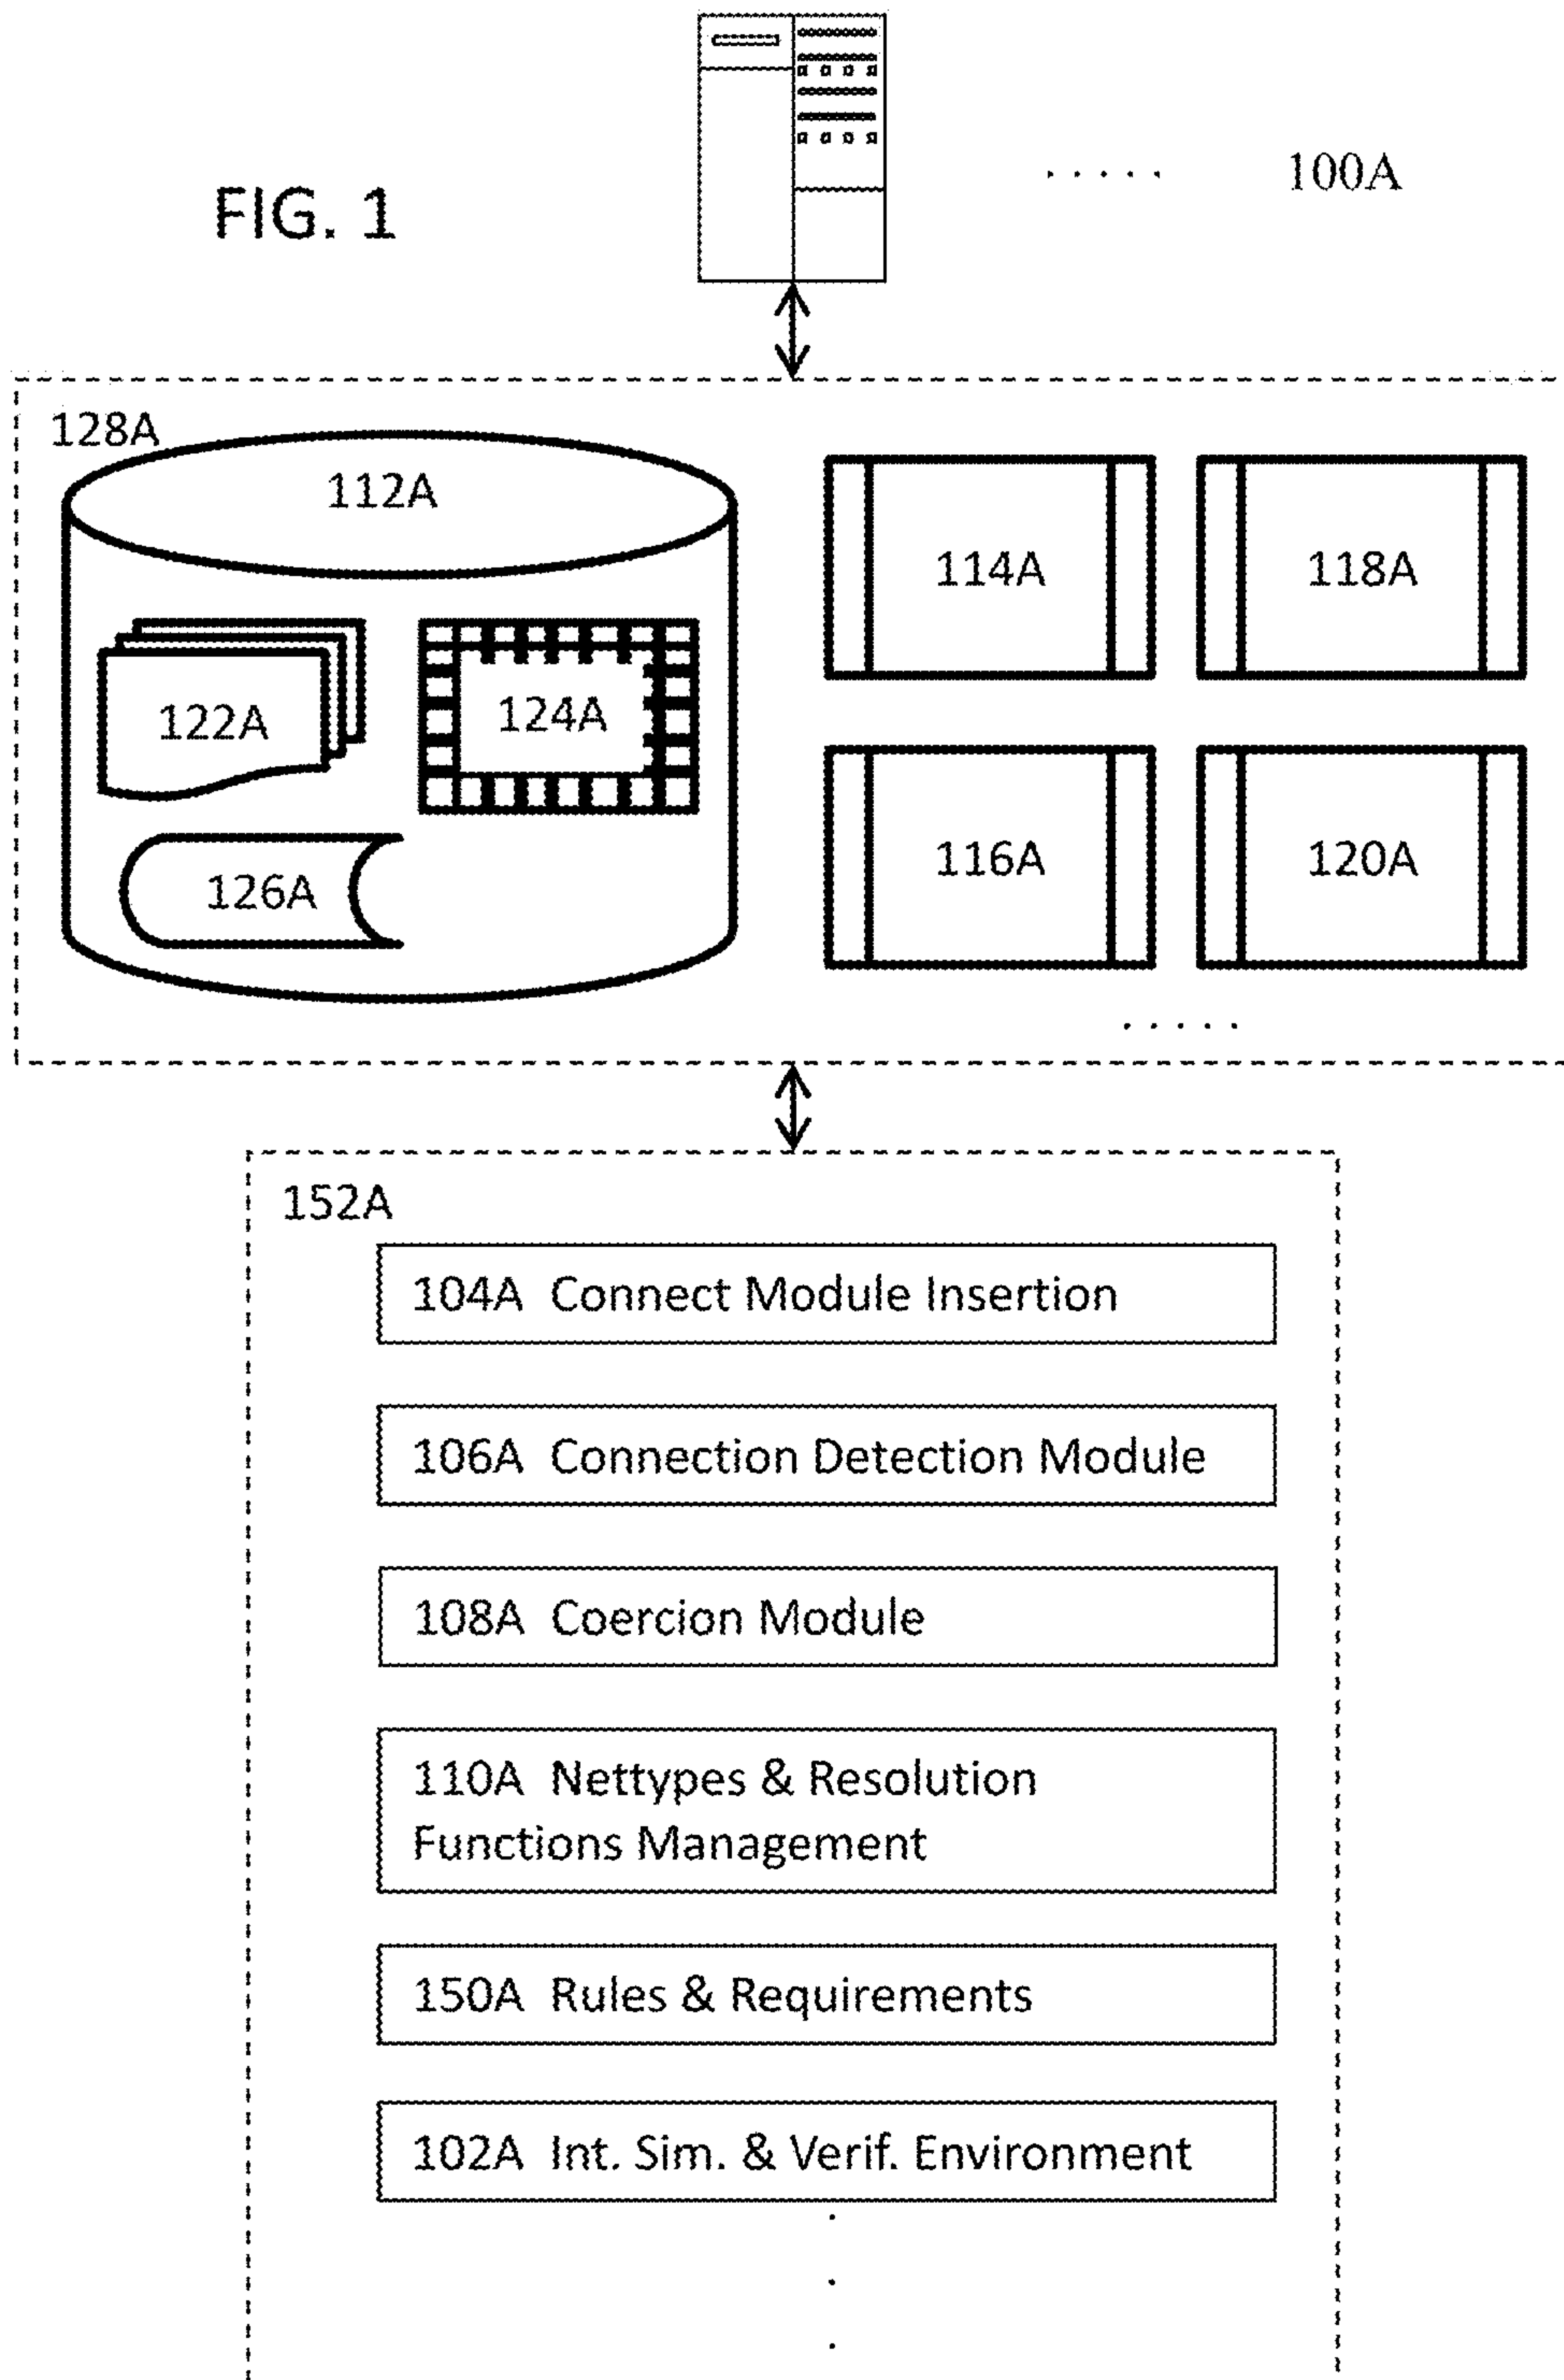 FIG. 1
. . . . . 100A
128A
112A
114A
118A
122A
124A
116A
120A
126A
. . . . .
152A
104A Connect Module Insertion
106A Connection Detection Module
108A Coercion Module
110A Nettypes & Resolution
Functions Management
150A Rules & Requirements
102A Int. Sim. & Verif. Environment
.
.
.